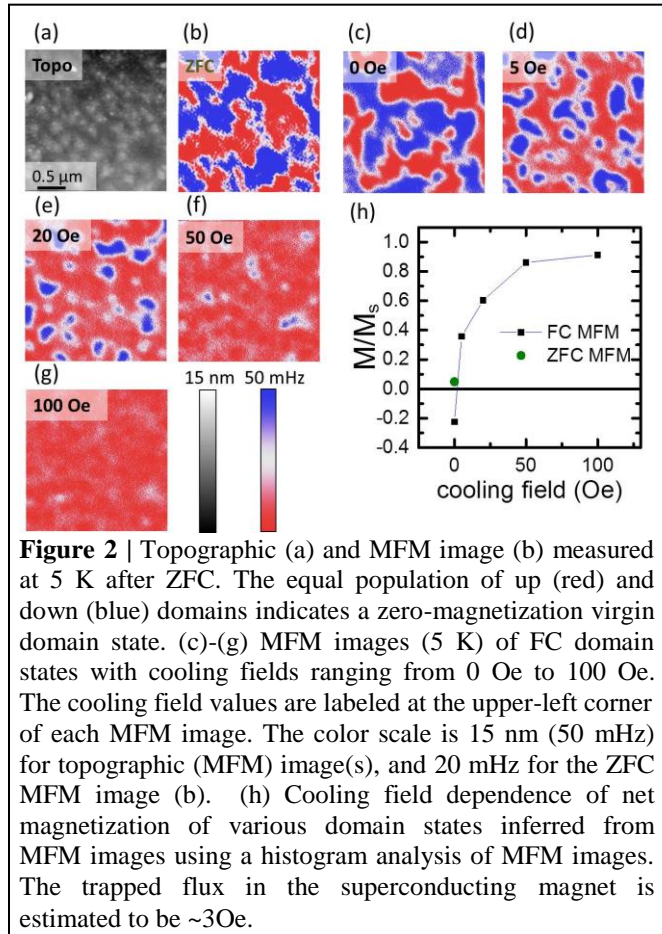 (a)
(b)
(c)
(d)
Topo
ZFC
0 Oe
5 Oe
0.5 μm
(e)
(f)
(h)
20 Oe
50 Oe
(g)
100 Oe
15 nm
50 mHz
1.0
0.8
0.6
0.4
0.2
0.0
-0.2
-0.4
M/Ms
FC MFM
ZFC MFM
0
50
100
cooling field (Oe)
Figure 2 | Topographic (a) and MFM image (b) measured
at 5 K after ZFC. The equal population of up (red) and
down (blue) domains indicates a zero-magnetization virgin
domain state. (c)-(g) MFM images (5 K) of FC domain
states with cooling fields ranging from 0 Oe to 100 Oe.
The cooling field values are labeled at the upper-left corner
of each MFM image. The color scale is 15 nm (50 mHz)
for topographic (MFM) image(s), and 20 mHz for the ZFC
MFM image (b). (h) Cooling field dependence of net
magnetization of various domain states inferred from
MFM images using a histogram analysis of MFM images.
The trapped flux in the superconducting magnet is
estimated to be ~3Oe.